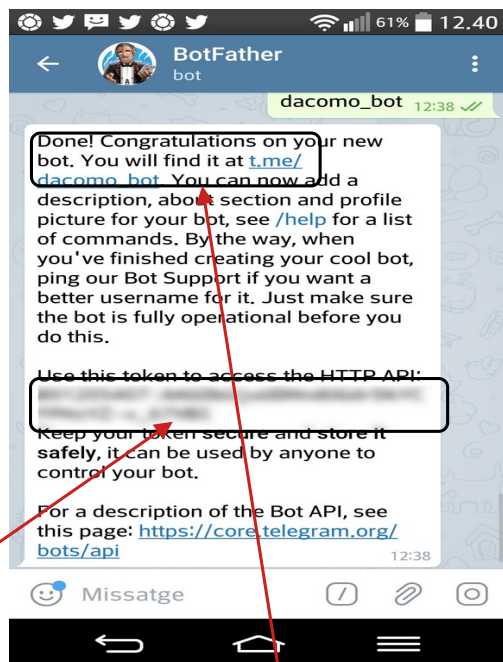 61% 12.40
BotFather
bot
dacomo_bot 12:38
Done! Congratulations on your new
bot. You will find it at t.me/
dacomo_bot. You can now add a
description, about section and profile
picture for your bot, see /help for a list
of commands. By the way, when
you've finished creating your cool bot,
ping our Bot Support if you want a
better username for it. Just make sure
the bot is fully operational before you
do this.
Use this token to access the HTTP API:
Keep your token secure and store it
safely, it can be used by anyone to
control your bot.
For a description of the Bot API, see
this page: https://core.telegram.org/
bots/api 12:38
Missatge